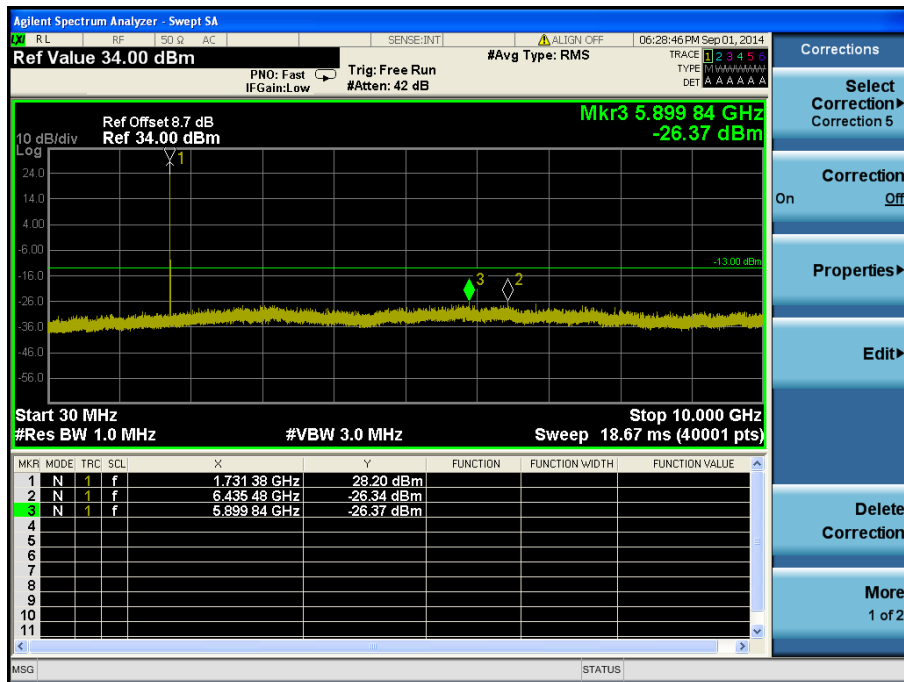 Agilent Spectrum Analyzer - Swept SA
LXI RL RF 50 Ω AC SENSE:INT ALIGN OFF 06:28:46 PM Sep 01, 2014
Ref Value 34.00 dBm #Avg Type: RMS TRACE 1 2 3 4 5 6
PNO: Fast Trig: Free Run TYPE M WWWWW
IFGain:Low #Atten: 42 dB DET A A A A A A
Mkr3 5.899 84 GHz
-26.37 dBm
Ref Offset 8.7 dB
10 dB/div Ref 34.00 dBm
Log
1
24.0
14.0
4.00
-6.00
-13.00 dBm
-16.0
3 2
-26.0
-36.0
-46.0
-56.0
Start 30 MHz Stop 10.000 GHz
#Res BW 1.0 MHz #VBW 3.0 MHz Sweep 18.67 ms (40001 pts)
MKR MODE TRC SCL X Y FUNCTION FUNCTION WIDTH FUNCTION VALUE
1 N 1 f 1.731 38 GHz 28.20 dBm
2 N 1 f 6.435 48 GHz -26.34 dBm
3 N 1 f 5.899 84 GHz -26.37 dBm
4
5
6
7
8
9
10
11
MSG STATUS
Corrections
Select
Correction
Correction 5
Correction
On Off
Properties
Edit
Delete
Correction
More
1 of 2